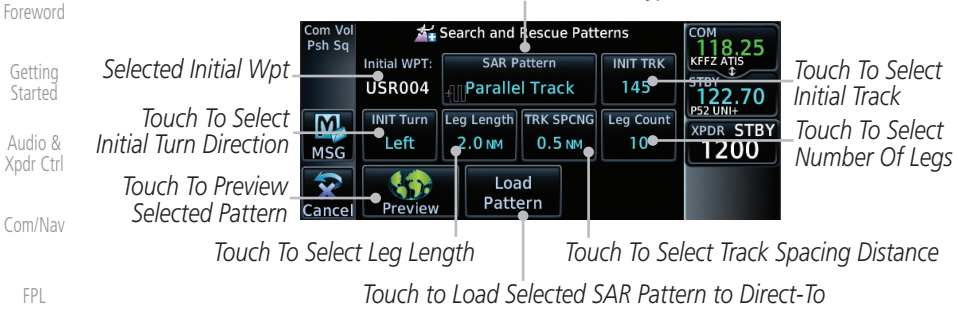 Foreword
Getting
Started
Audio &
Xpdr Ctrl
Com/Nav
FPL
Selected Initial Wpt
Touch To Select
Initial Turn Direction
Touch To Preview
Selected Pattern
Com Vol
Psh Sq
Search and Rescue Patterns
Initial WPT:
USR004
SAR Pattern
Parallel Track
INIT TRK
145°
INIT Turn
Left
Leg Length
2.0 NM
TRK SPCNG
0.5 NM
Leg Count
10
MSG
Cancel
Preview
Load
Pattern
COM
118.25
KFFZ ATIS
STBY
122.70
P52 UNI+
XPDR STBY
1200
Touch To Select
Initial Track
Touch To Select
Number Of Legs
Touch To Select Leg Length
Touch To Select Track Spacing Distance
Touch to Load Selected SAR Pattern to Direct-To